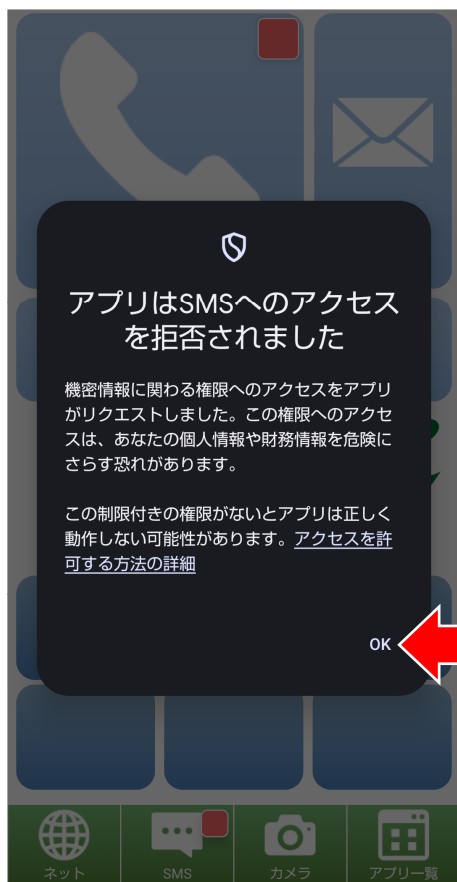 アプリはSMSへのアクセス
を拒否されました
機密情報に関わる権限へのアクセスをアプリ
がリクエストしました。この権限へのアクセ
スは、あなたの個人情報や財務情報を危険に
さらす恐れがあります。
この制限付きの権限がないとアプリは正しく
動作しない可能性があります。アクセスを許
可する方法の詳細
OK
ネット
SMS
カメラ
アプリ一覧